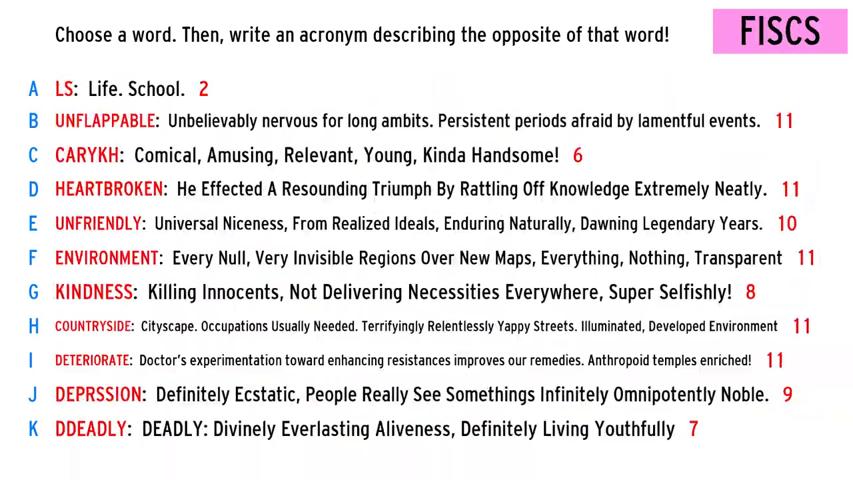 Choose a word. Then, write an acronym describing the opposite of that word!
FISCS
A LS: Life. School. 2
B UNFLAPPABLE: Unbelievably nervous for long ambits. Persistent periods afraid by lamentful events. 11
C CARYKH: Comical, Amusing, Relevant, Young, Kinda Handsome! 6
D HEARTBROKEN: He Effected A Resounding Triumph By Rattling Off Knowledge Extremely Neatly. 11
E UNFRIENDLY: Universal Niceness, From Realized Ideals, Enduring Naturally, Dawning Legendary Years. 10
F ENVIRONMENT: Every Null, Very Invisible Regions Over New Maps, Everything, Nothing, Transparent 11
G KINDNESS: Killing Innocents, Not Delivering Necessities Everywhere, Super Selfishly! 8
H COUNTRYSIDE: Cityscape. Occupations Usually Needed. Terrifyingly Relentlessly Yappy Streets. Illuminated, Developed Environment 11
I DETERIORATE: Doctor's experimentation toward enhancing resistances improves our remedies. Anthropoid temples enriched! 11
J DEPRSSION: Definitely Ecstatic, People Really See Somethings Infinitely Omnipotently Noble. 9
K DDEADLY: DEADLY: Divinely Everlasting Aliveness, Definitely Living Youthfully 7